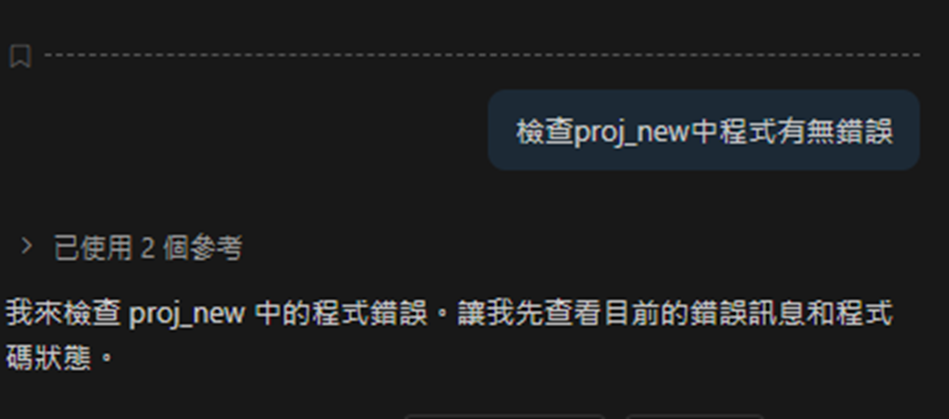 檢查proj_new中程式有無錯誤
已使用 2 個參考
我來檢查 proj_new 中的程式錯誤。讓我先查看目前的錯誤訊息和程式
碼狀態。